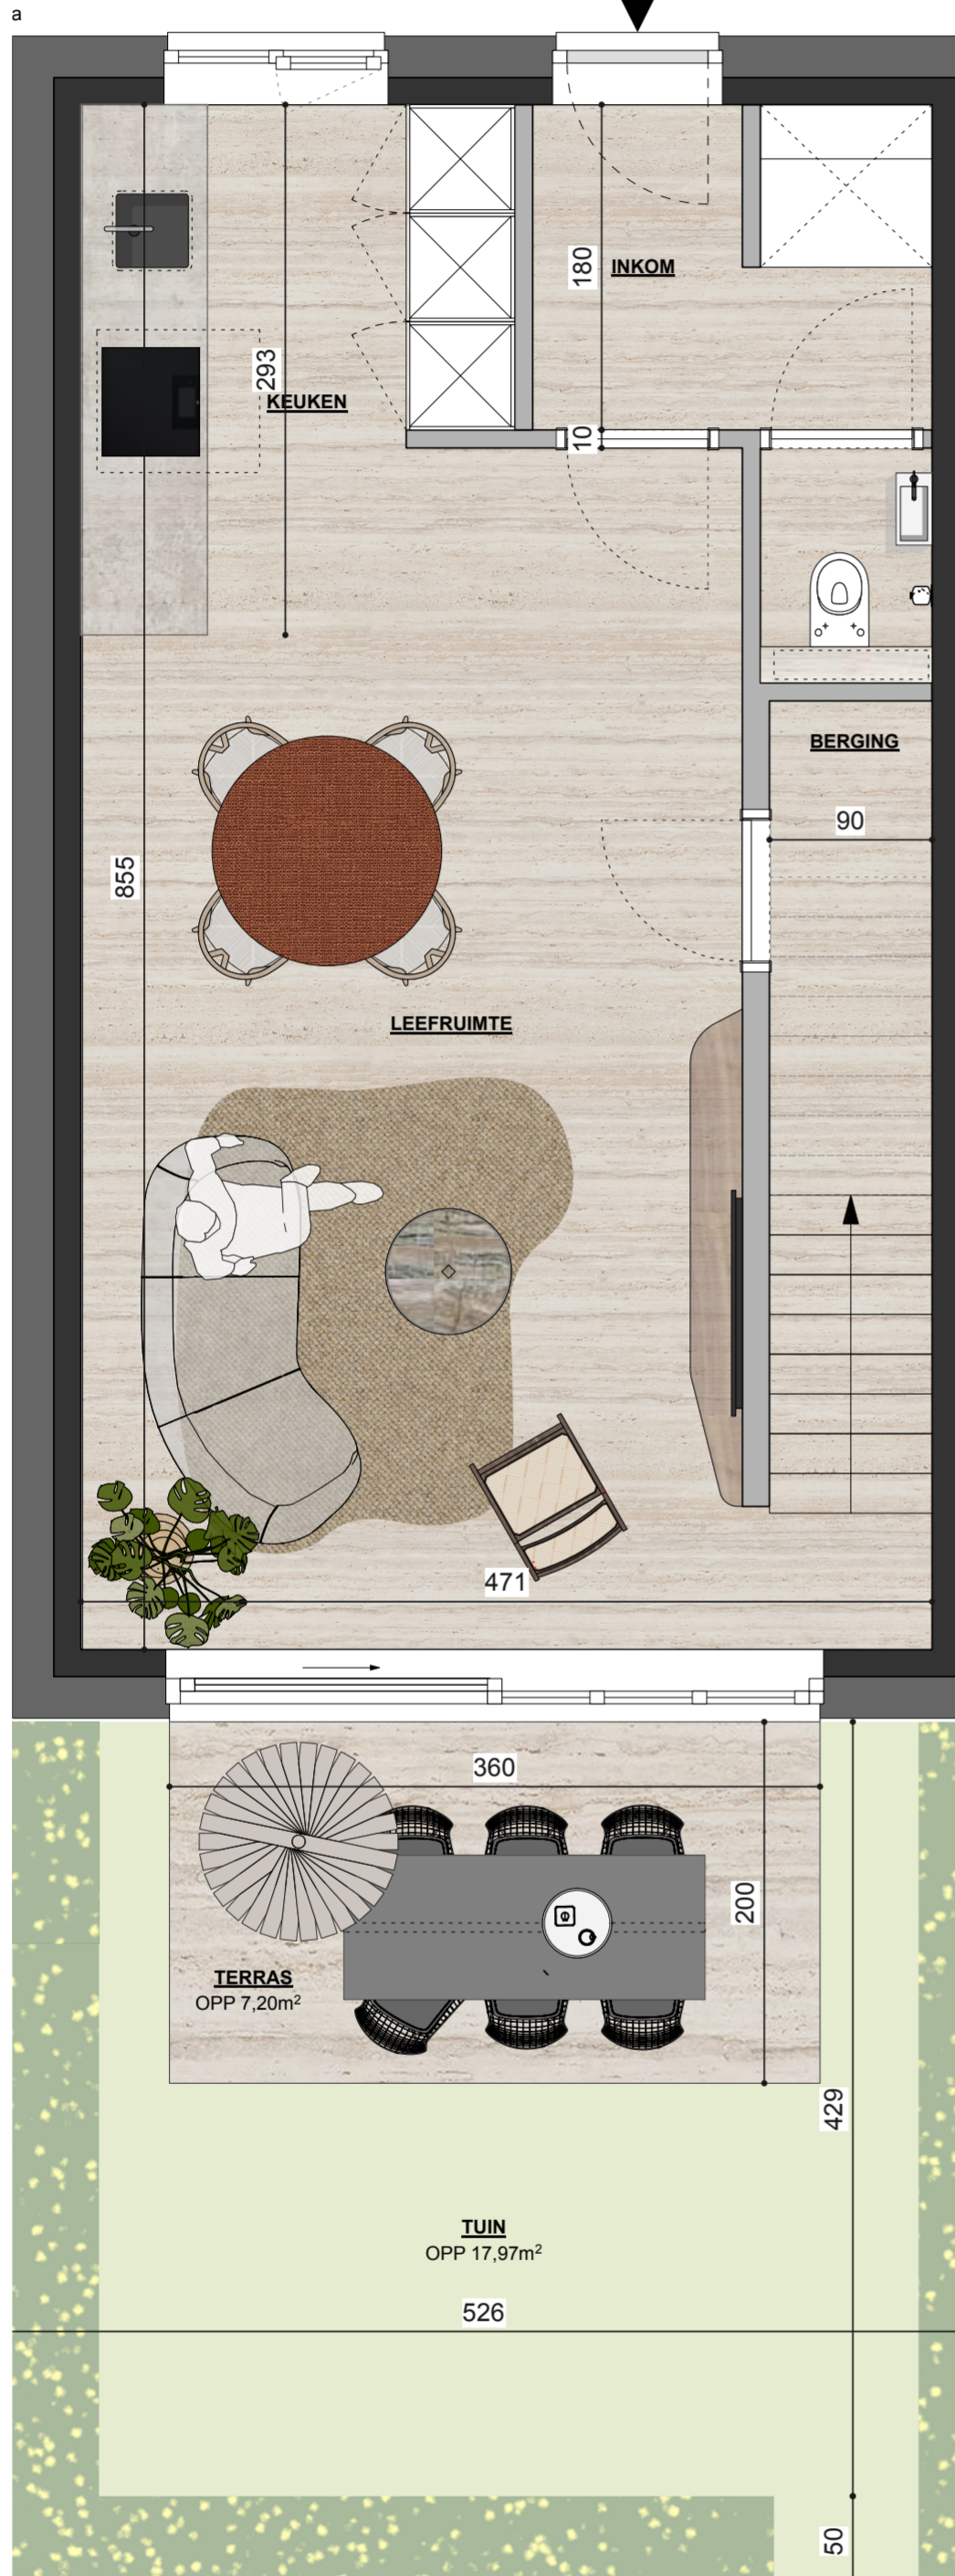 a
180
INKOM
293
KEUKEN
10
BERGING
90
855
LEEFRUIMTE
471
360
200
TERRAS
OPP 7,20m²
429
TUIN
OPP 17,97m²
526
50